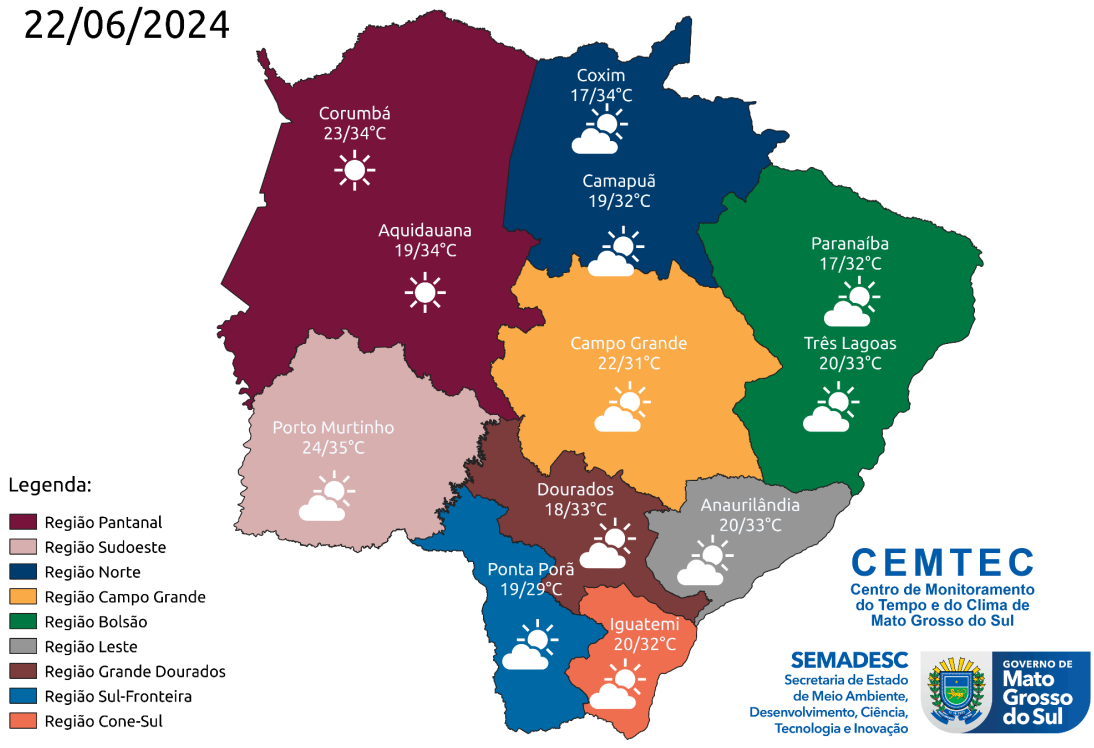 22/06/2024
Coxim
17/34°C
Corumbá
23/34°C
Camapuã
19/32°C
Aquidauana
19/34°C
Paranaíba
17/32°C
Campo Grande
22/31°C
Três Lagoas
20/33°C
Porto Murtinho
24/35°C
Dourados
18/33°C
Anaurilândia
20/33°C
Ponta Porã
19/29°C
Iguatemi
20/32°C
Legenda:
Região Pantanal
Região Sudoeste
Região Norte
Região Campo Grande
Região Bolsão
Região Leste
Região Grande Dourados
Região Sul-Fronteira
Região Cone-Sul
CEMTEC
Centro de Monitoramento
do Tempo e do Clima de
Mato Grosso do Sul
SEMADESC
Secretaria de Estado
de Meio Ambiente,
Desenvolvimento, Ciência,
Tecnologia e Inovação
GOVERNO DE
Mato
Grosso
do Sul